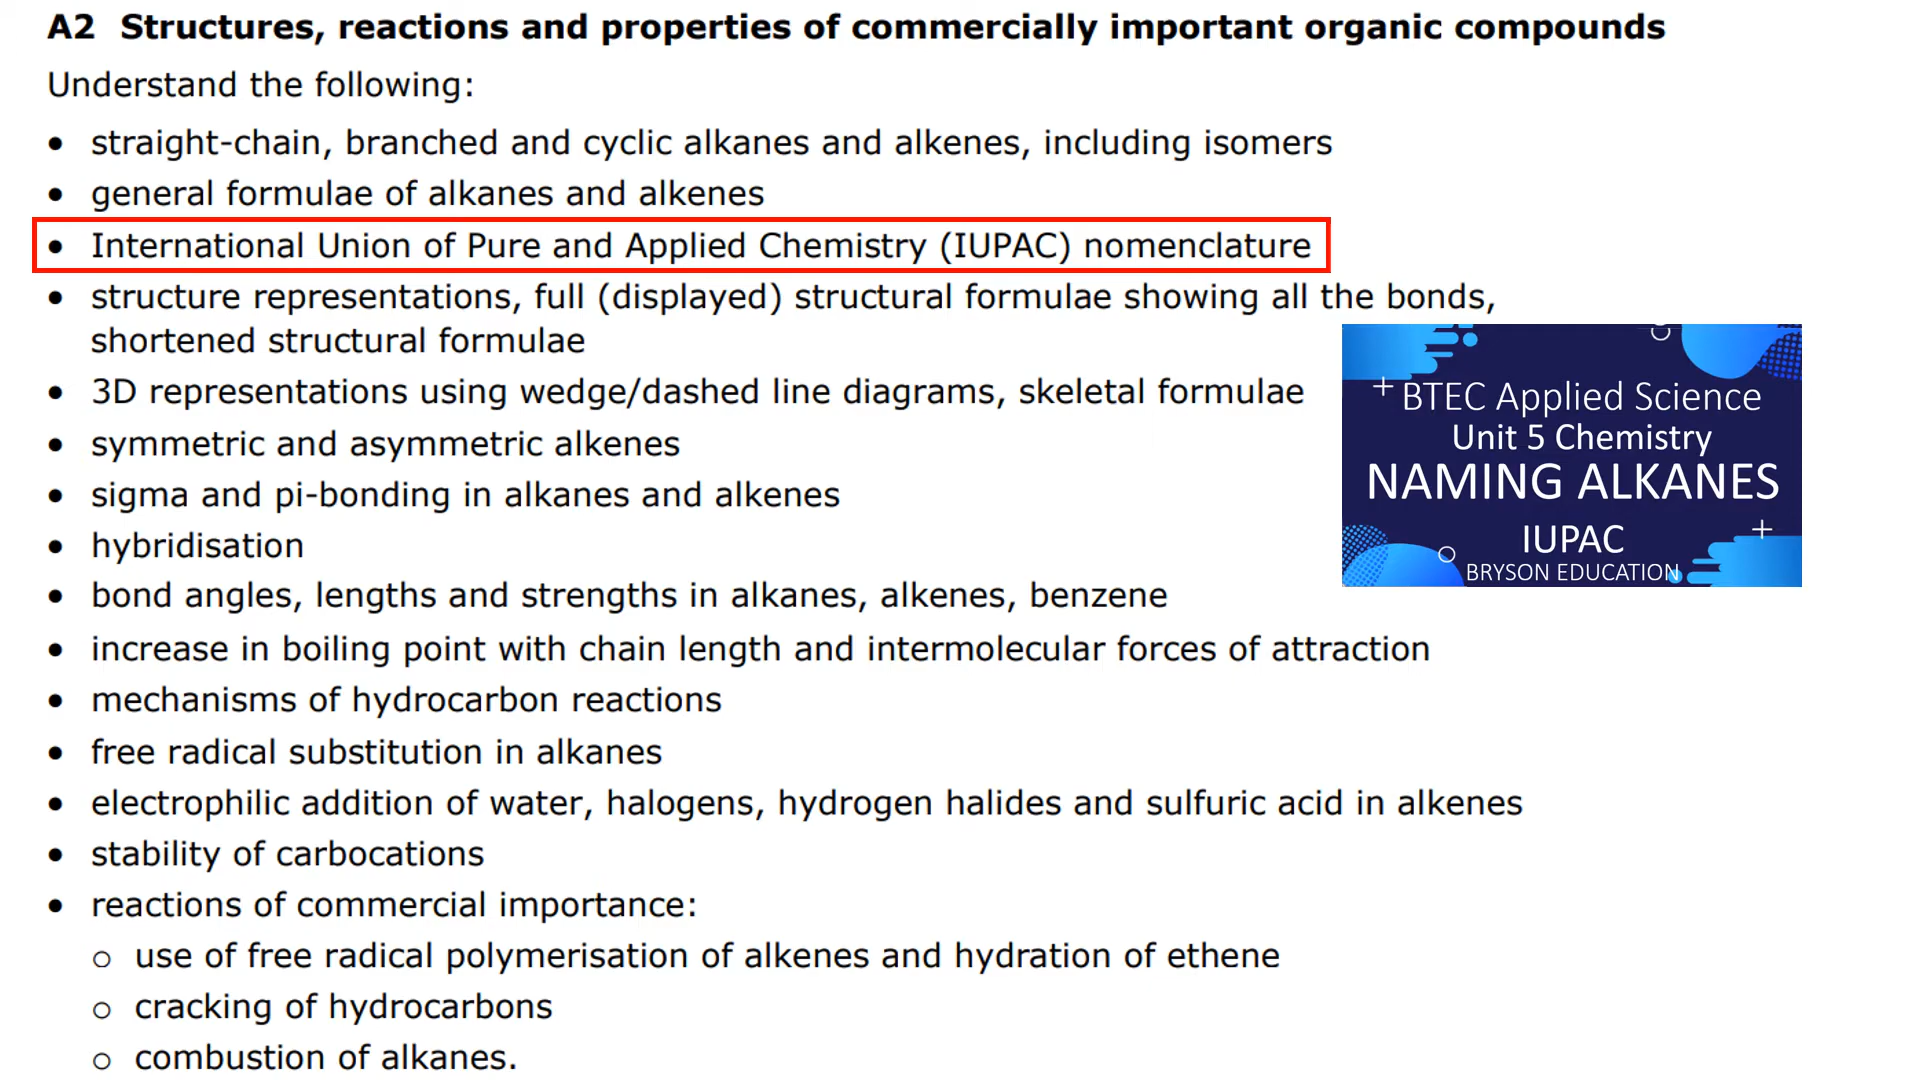 A2 Structures, reactions and properties of commercially important organic compounds
Understand the following:
• straight-chain, branched and cyclic alkanes and alkenes, including isomers
• general formulae of alkanes and alkenes
• International Union of Pure and Applied Chemistry (IUPAC) nomenclature
• structure representations, full (displayed) structural formulae showing all the bonds,
shortened structural formulae
• 3D representations using wedge/dashed line diagrams, skeletal formulae
• symmetric and asymmetric alkenes
• sigma and pi-bonding in alkanes and alkenes
• hybridisation
• bond angles, lengths and strengths in alkanes, alkenes, benzene
• increase in boiling point with chain length and intermolecular forces of attraction
• mechanisms of hydrocarbon reactions
• free radical substitution in alkanes
• electrophilic addition of water, halogens, hydrogen halides and sulfuric acid in alkenes
• stability of carbocations
• reactions of commercial importance:
o use of free radical polymerisation of alkenes and hydration of ethene
o cracking of hydrocarbons
o combustion of alkanes.
BTEC Applied Science
Unit 5 Chemistry
NAMING ALKANES
IUPAC
BRYSON EDUCATION